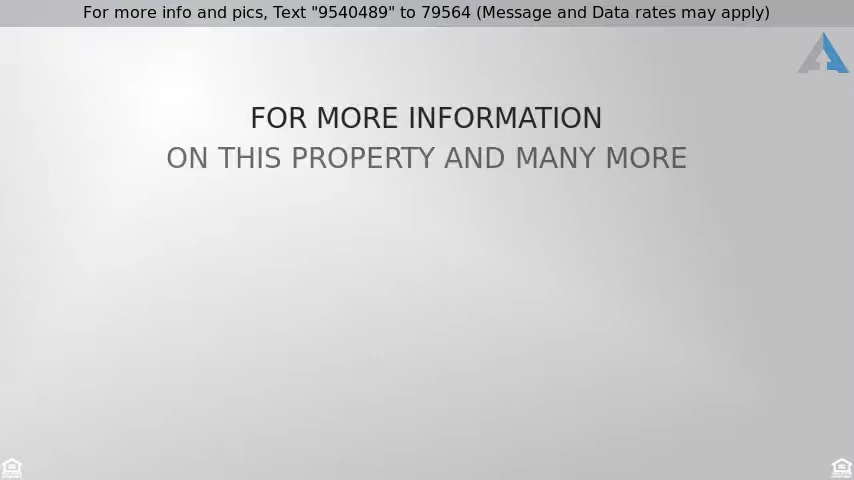 For more info and pics, Text "9540489" to 79564 (Message and Data rates may apply)
FOR MORE INFORMATION
ON THIS PROPERTY AND MANY MORE